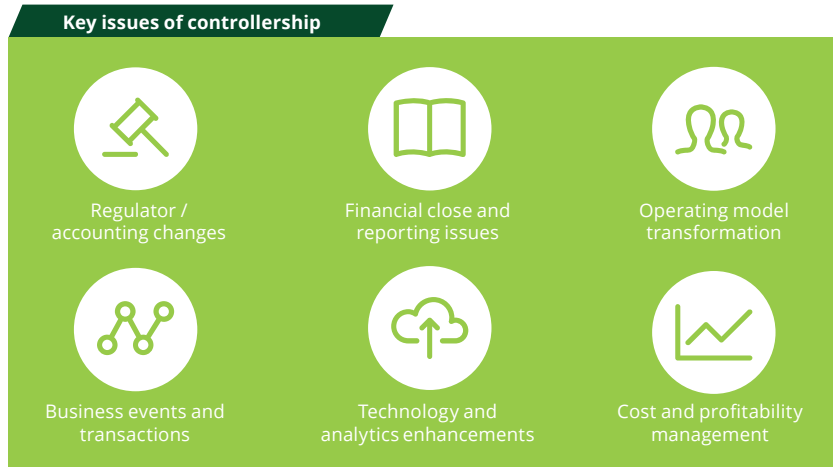 Key issues of controllership
Regulator /
accounting changes
Financial close and
reporting issues
Operating model
transformation
Business events and
transactions
Technology and
analytics enhancements
Cost and profitability
management